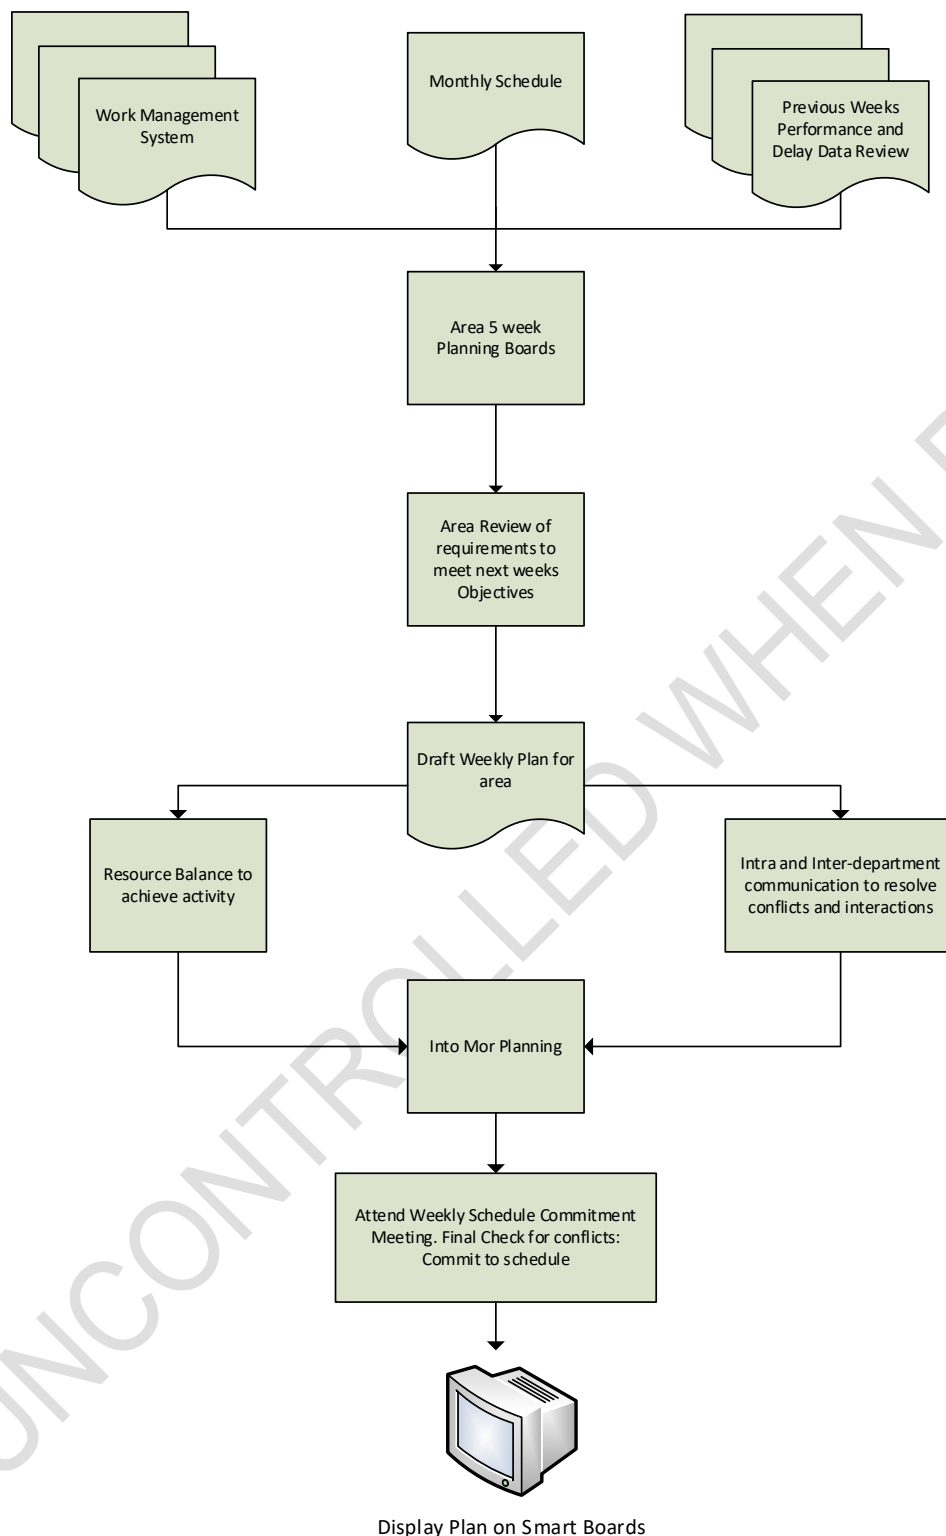 Work Management
System
Monthly Schedule
Previous Weeks
Performance and
Delay Data Review
Area 5 week
Planning Boards
Area Review of
requirements to
meet next weeks
Objectives
Draft Weekly Plan for
area
Resource Balance to
achieve activity
Intra and Inter-department
communication to resolve
conflicts and interactions
Into Mor Planning
Attend Weekly Schedule Commitment
Meeting. Final Check for conflicts:
Commit to schedule
Display Plan on Smart Boards
UNCONTROLLED WHEN